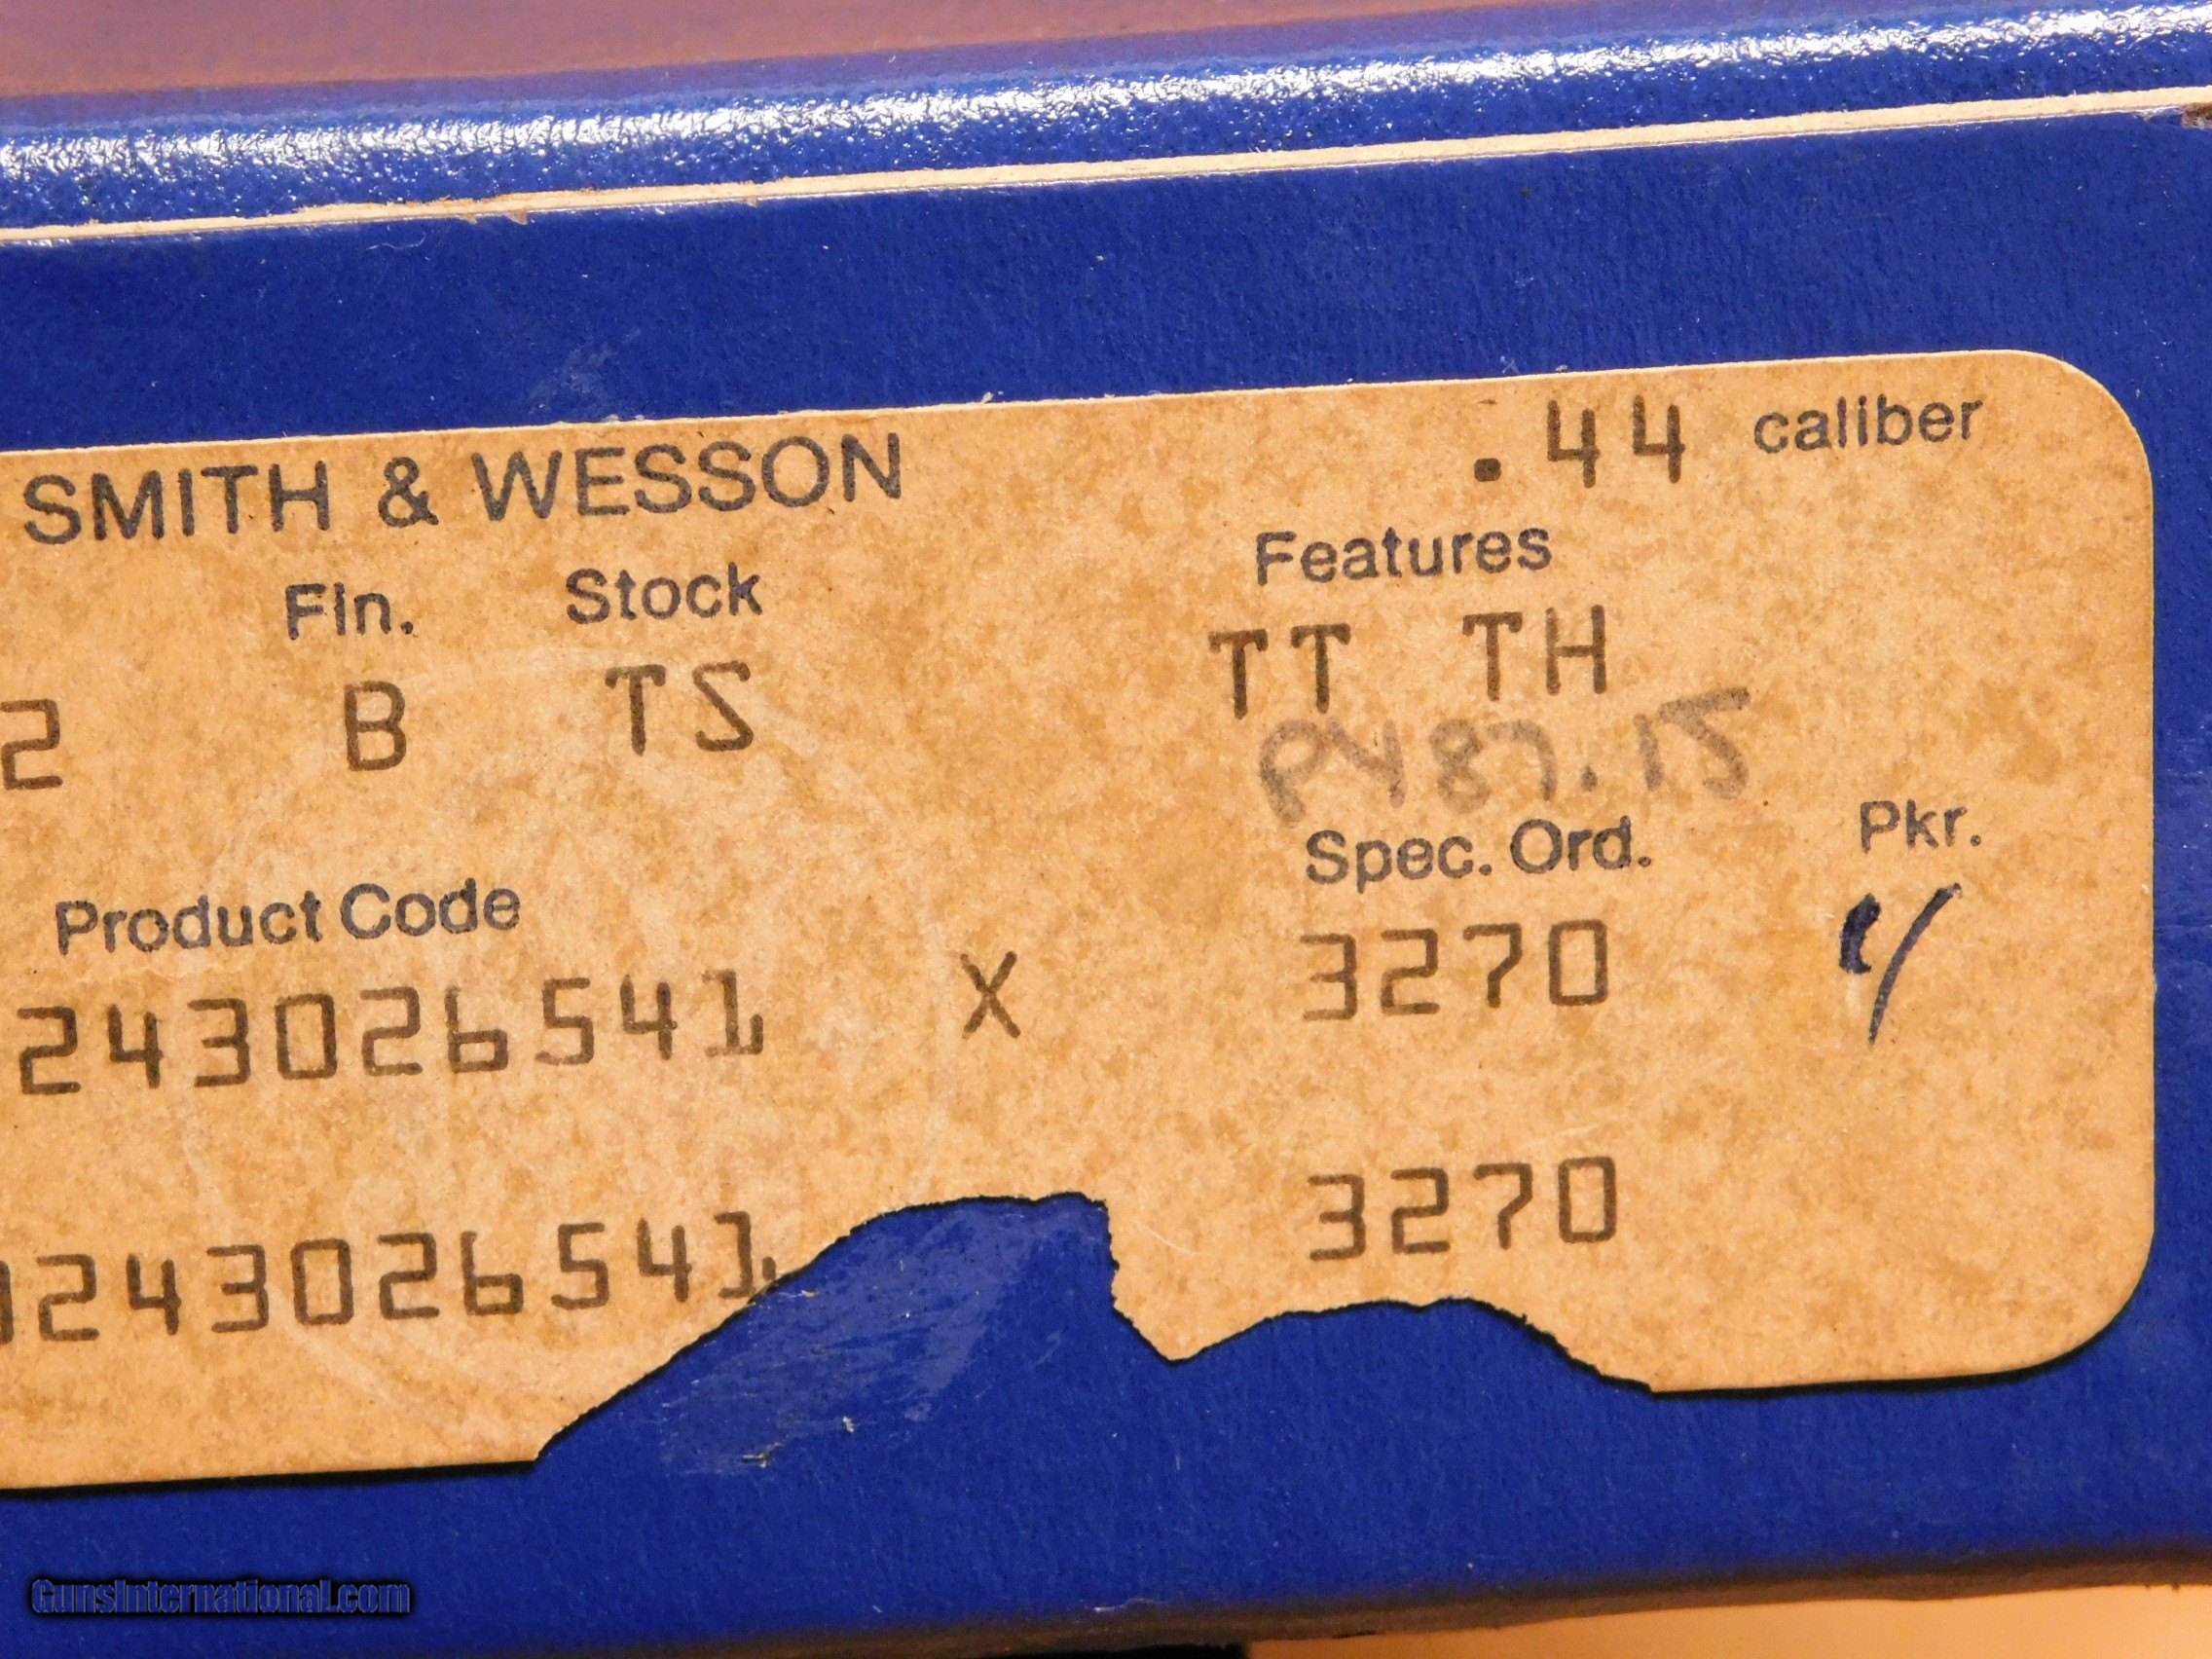 SMITH & WESSON .44 caliber
Fin. Stock Features
2 B TS TT TH
P487.15
Product Code Spec. Ord. Pkr.
243026541 X 3270
0243026541 3270
GunsInternational.com